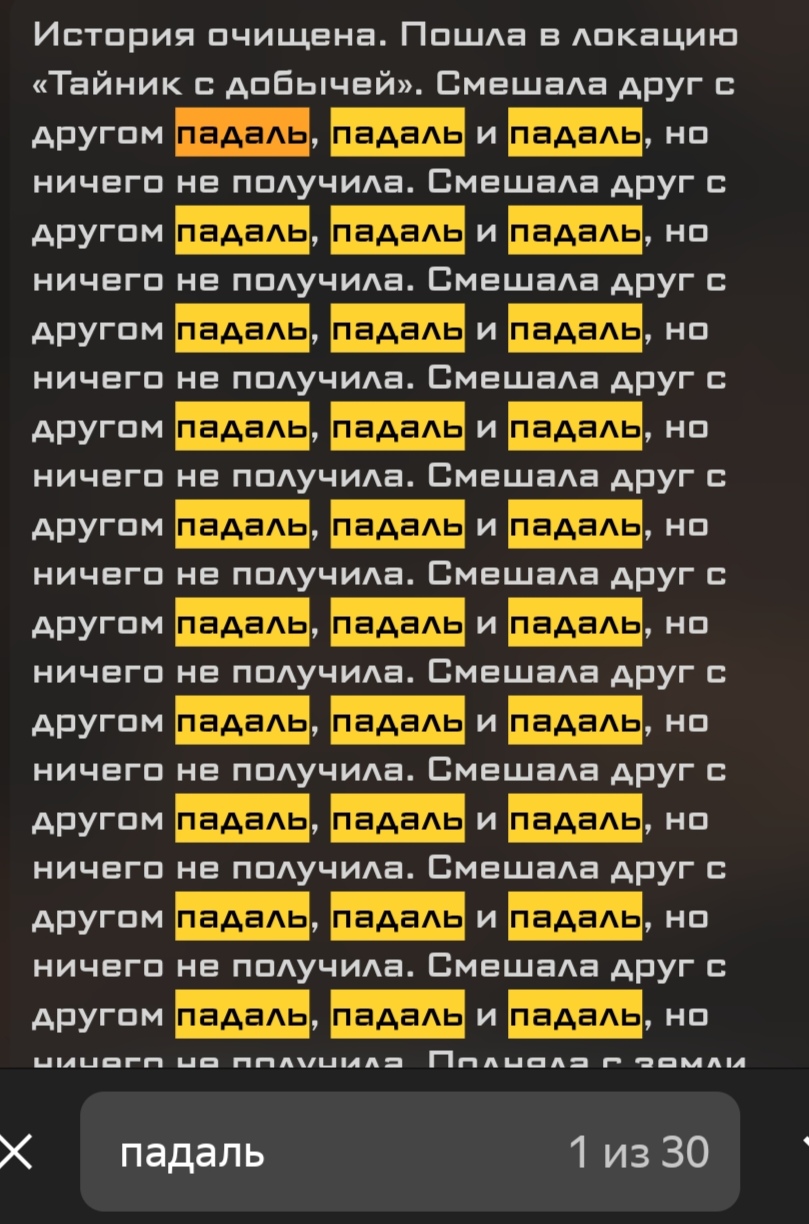 История очищена. Пошла в локацию
«Тайник с добычей». Смешала друг с
другом падаль, падаль и падаль, но
ничего не получила. Смешала друг с
другом падаль, падаль и падаль, но
ничего не получила. Смешала друг с
другом падаль, падаль и падаль, но
ничего не получила. Смешала друг с
другом падаль, падаль и падаль, но
ничего не получила. Смешала друг с
другом падаль, падаль и падаль, но
ничего не получила. Смешала друг с
другом падаль, падаль и падаль, но
ничего не получила. Смешала друг с
другом падаль, падаль и падаль, но
ничего не получила. Смешала друг с
другом падаль, падаль и падаль, но
ничего не получила. Смешала друг с
другом падаль, падаль и падаль, но
ничего не получила. Смешала друг с
другом падаль, падаль и падаль, но
ничего не получила. Подняла с земли
падаль 1 из 30